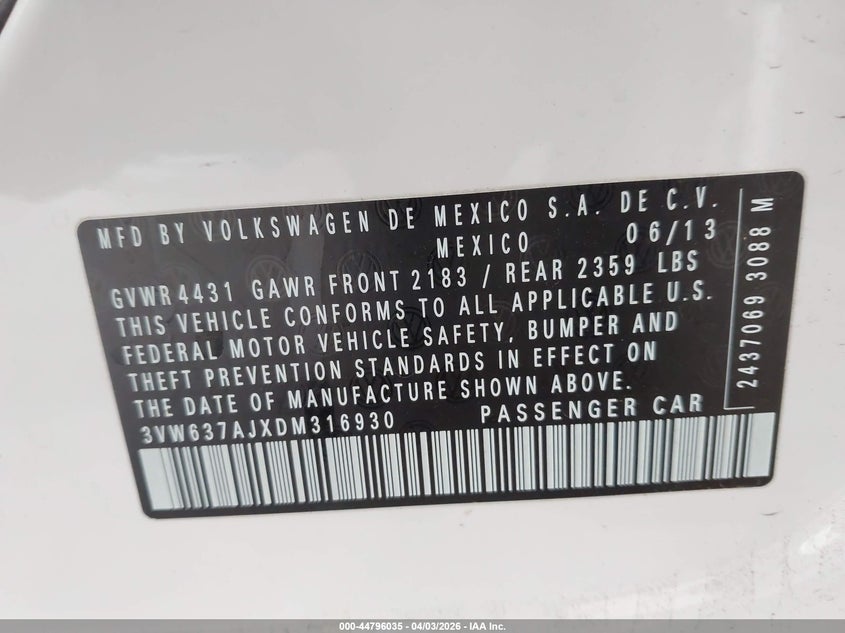 MFD BY VOLKSWAGEN DE MEXICO S.A. DE C.V.
MEXICO 06/13
GVWR 4431 GAWR FRONT 2183 / REAR 2359 LBS
THIS VEHICLE CONFORMS TO ALL APPLICABLE U.S.
FEDERAL MOTOR VEHICLE SAFETY, BUMPER AND
THEFT PREVENTION STANDARDS IN EFFECT ON
THE DATE OF MANUFACTURE SHOWN ABOVE.
3VW637AJXDM316930 PASSENGER CAR
2437069 3088 M
000-44796035 - 04/03/2026 - IAA Inc.